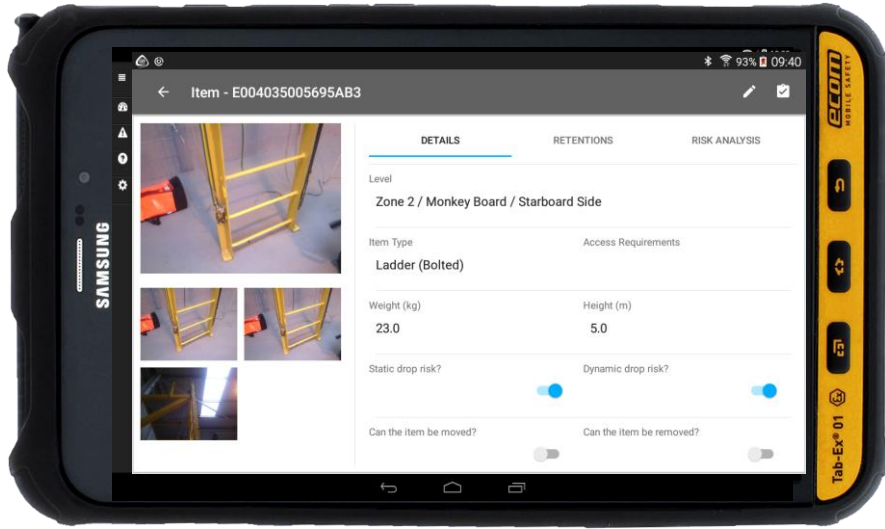 93% 09:40
Item - E004035005695AB3
DETAILS RETENTIONS RISK ANALYSIS
Level
Zone 2 / Monkey Board / Starboard Side
Item Type Access Requirements
Ladder (Bolted)
Weight (kg) Height (m)
23.0 5.0
Static drop risk? Dynamic drop risk?
Can the item be moved? Can the item be removed?
SAMSUNG
ecom
MOBILE SAFETY
Tab-Ex® 01